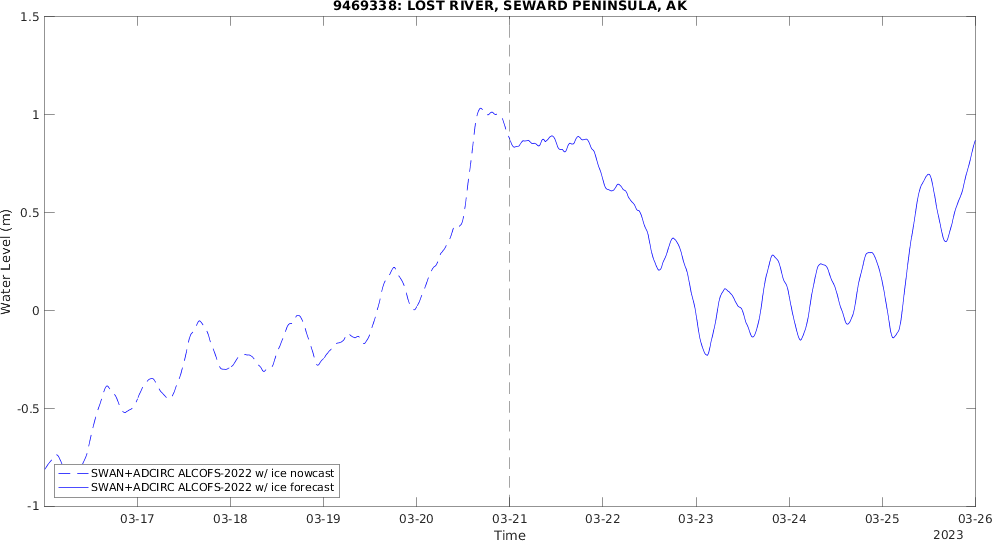 9469338: LOST RIVER, SEWARD PENINSULA, AK
1.5
1
0.5
0
-0.5
-1
Water Level (m)
SWAN+ADCIRC ALCOFS-2022 w/ ice nowcast
SWAN+ADCIRC ALCOFS-2022 w/ ice forecast
03-17 03-18 03-19 03-20 03-21 03-22 03-23 03-24 03-25 03-26
Time
2023